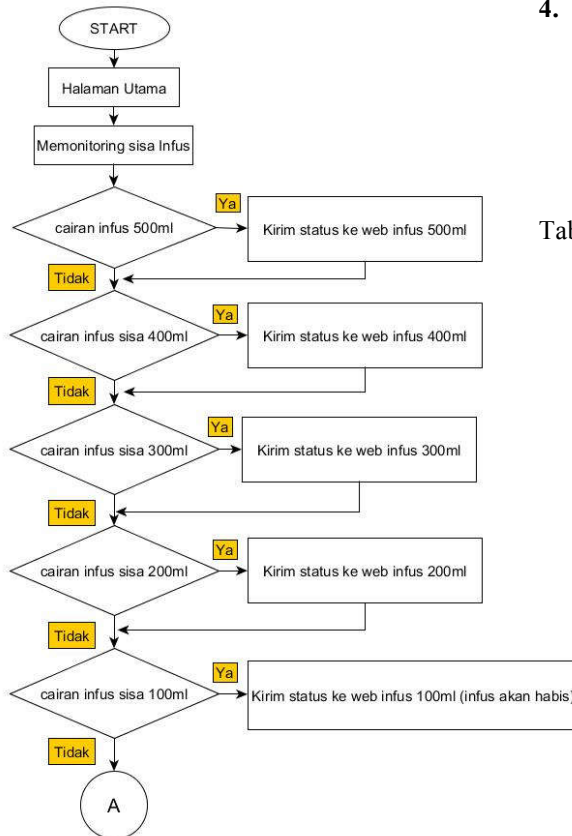 START
Halaman Utama
Memonitoring sisa Infus
cairan infus 500ml
Ya
Kirim status ke web infus 500ml
Tidak
cairan infus sisa 400ml
Ya
Kirim status ke web infus 400ml
Tidak
cairan infus sisa 300ml
Ya
Kirim status ke web infus 300ml
Tidak
cairan infus sisa 200ml
Ya
Kirim status ke web infus 200ml
Tidak
cairan infus sisa 100ml
Ya
Kirim status ke web infus 100ml (infus akan habis)
Tidak
A
4.
Tab